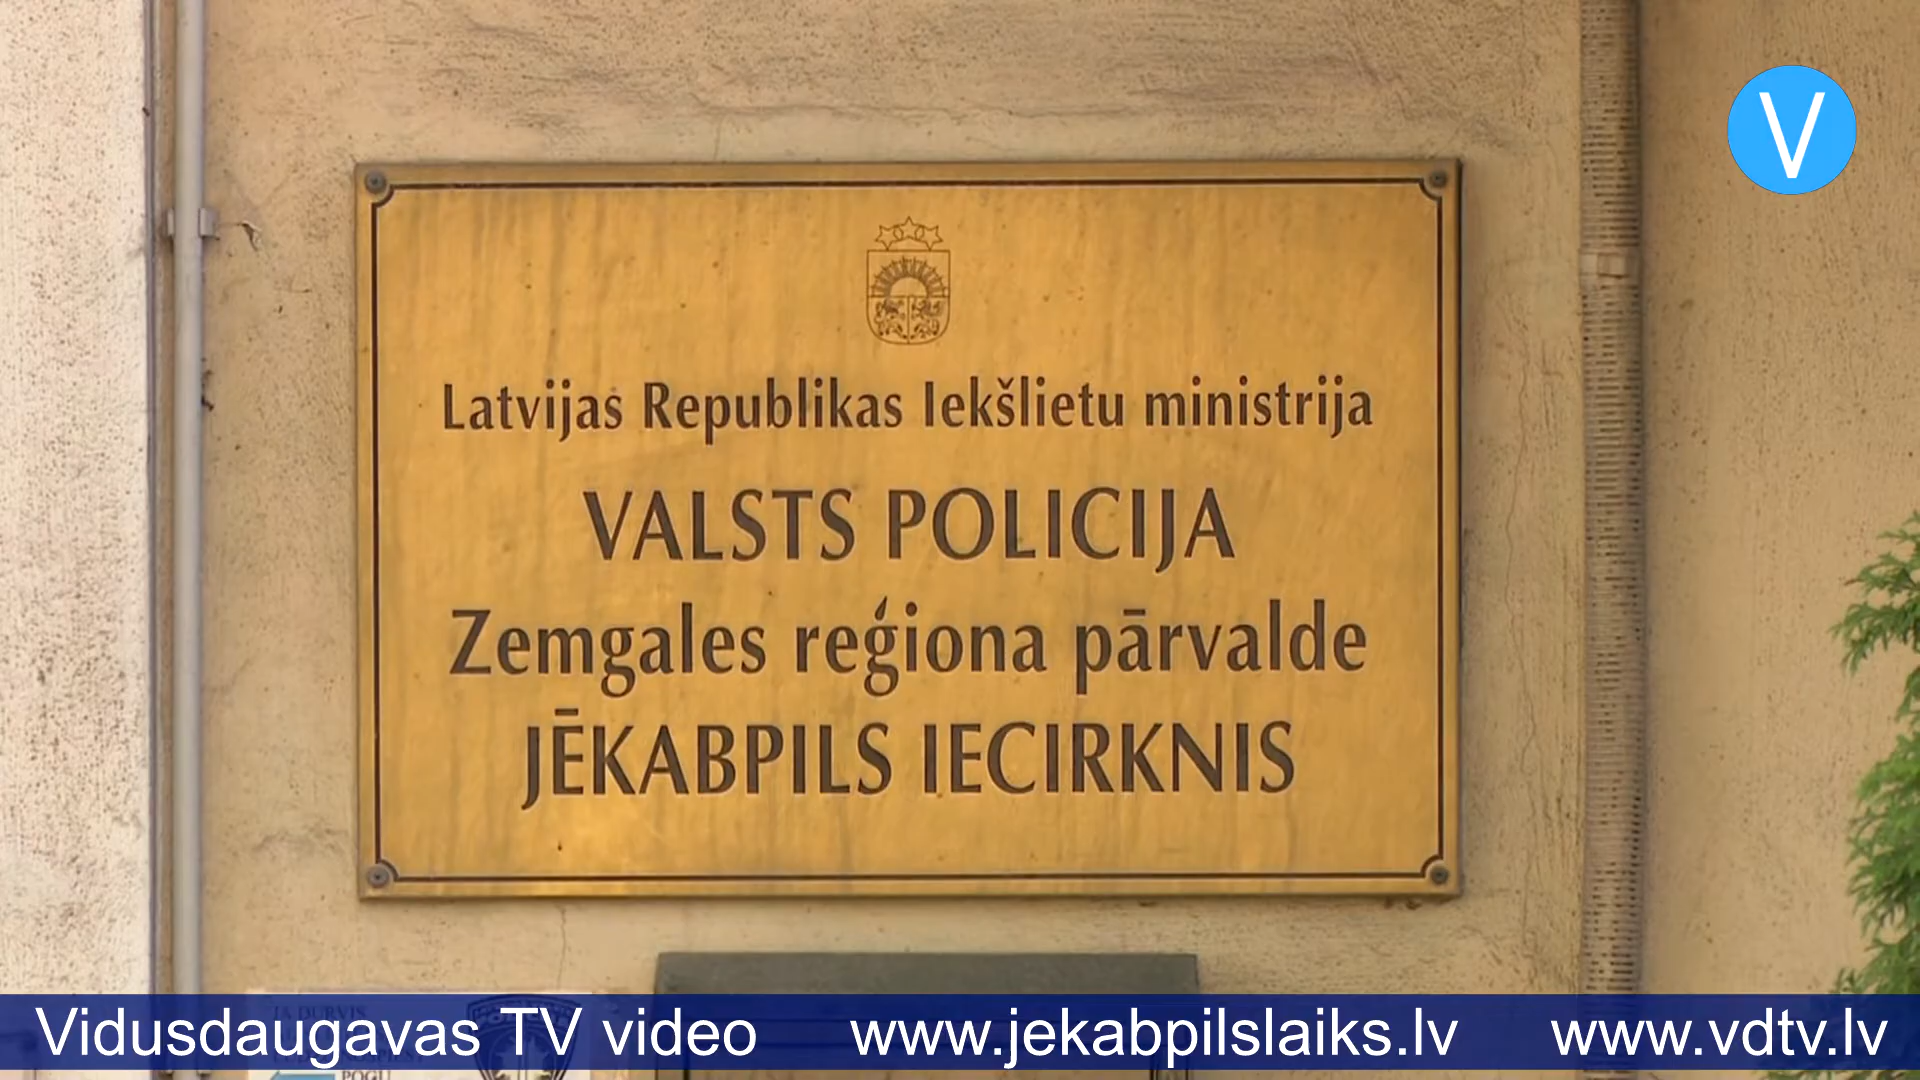 V
Latvijas Republikas Iekšlietu ministrija
VALSTS POLICIJA
Zemgales reģiona pārvalde
JĒKABPILS IECIRKNIS
Vidusdaugavas TV video www.jekabpilslaiks.lv www.vdtv.lv
POGU